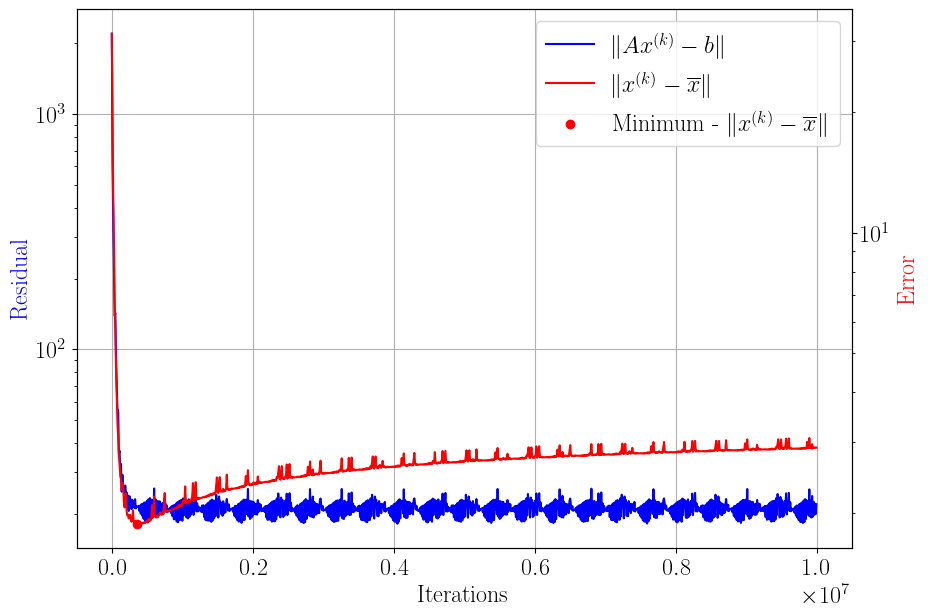 ‖Ax^(k) − b‖
‖x^(k) − x̅‖
Minimum - ‖x^(k) − x̅‖
10^3
10^2
10^1
Residual
Error
0.0 0.2 0.4 0.6 0.8 1.0
Iterations
×10^7